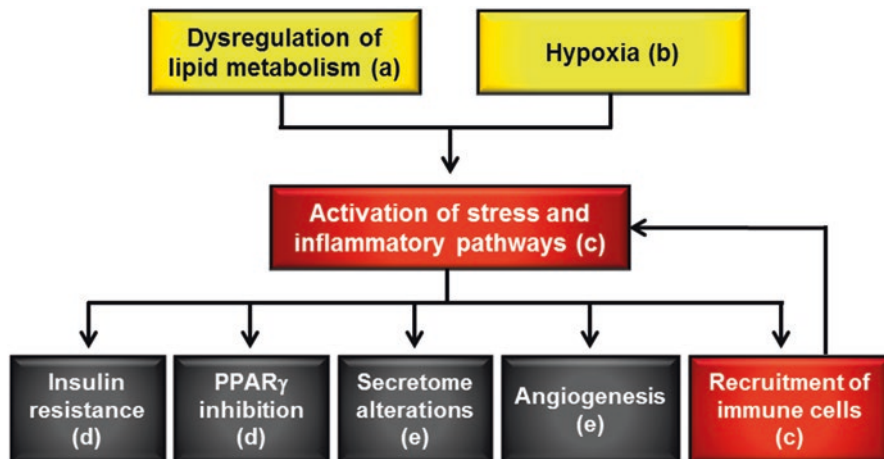 Dysregulation of
lipid metabolism (a)
Hypoxia (b)
Activation of stress and
inflammatory pathways (c)
Insulin
resistance
(d)
PPARγ
inhibition
(d)
Secretome
alterations
(e)
Angiogenesis
(e)
Recruitment of
immune cells
(c)